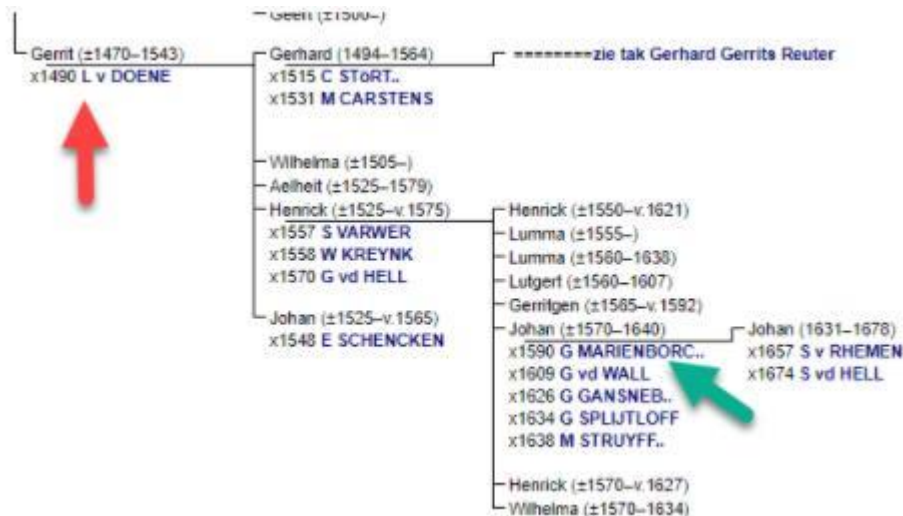 Geert (±1500–)
Gerrit (±1470–1543)
x1490 L v DOENE
Gerhard (1494–1564)
x1515 C SToRT..
x1531 M CARSTENS
========zie tak Gerhard Gerrits Reuter
Wilhelma (±1505–)
Aelheit (±1525–1579)
Henrick (±1525–v.1575)
x1557 S VARWER
x1558 W KREYNK
x1570 G vd HELL
Johan (±1525–v.1565)
x1548 E SCHENCKEN
Henrick (±1550–v.1621)
Lumma (±1555–)
Lumma (±1560–1638)
Lutgert (±1560–1607)
Gerritgen (±1565–v.1592)
Johan (±1570–1640)
x1590 G MARIENBORC..
x1609 G vd WALL
x1626 G GANSNEB..
x1634 G SPLIJTLOFF
x1638 M STRUYFF..
Johan (1631–1678)
x1657 S v RHEMEN
x1674 S vd HELL
Henrick (±1570–v.1627)
Wilhelma (±1570–1634)